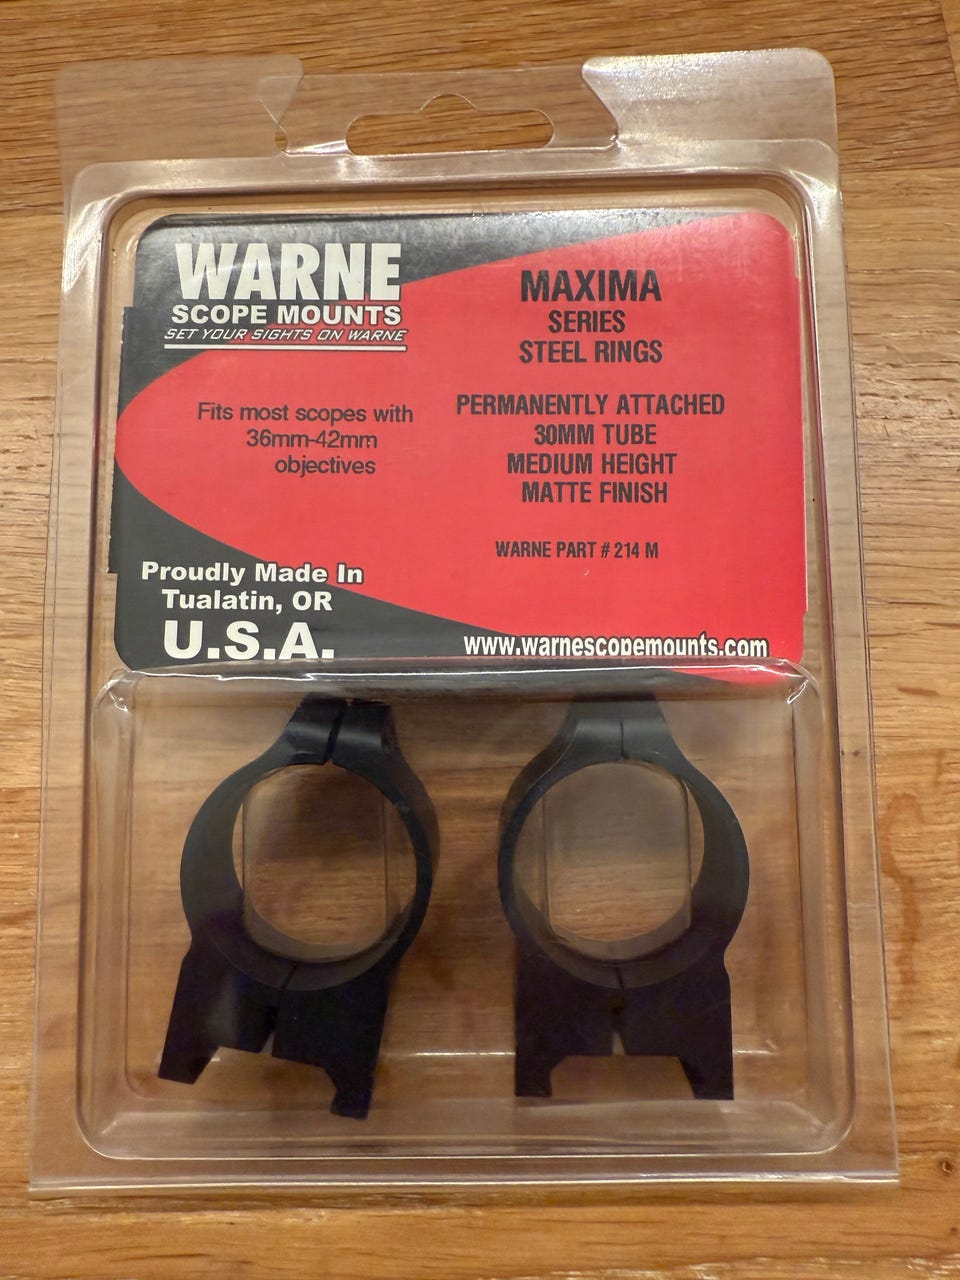 WARNE
SCOPE MOUNTS
SET YOUR SIGHTS ON WARNE
MAXIMA
SERIES
STEEL RINGS
Fits most scopes with
36mm-42mm
objectives
PERMANENTLY ATTACHED
30MM TUBE
MEDIUM HEIGHT
MATTE FINISH
WARNE PART # 214 M
Proudly Made In
Tualatin, OR
U.S.A.
www.warnescopemounts.com